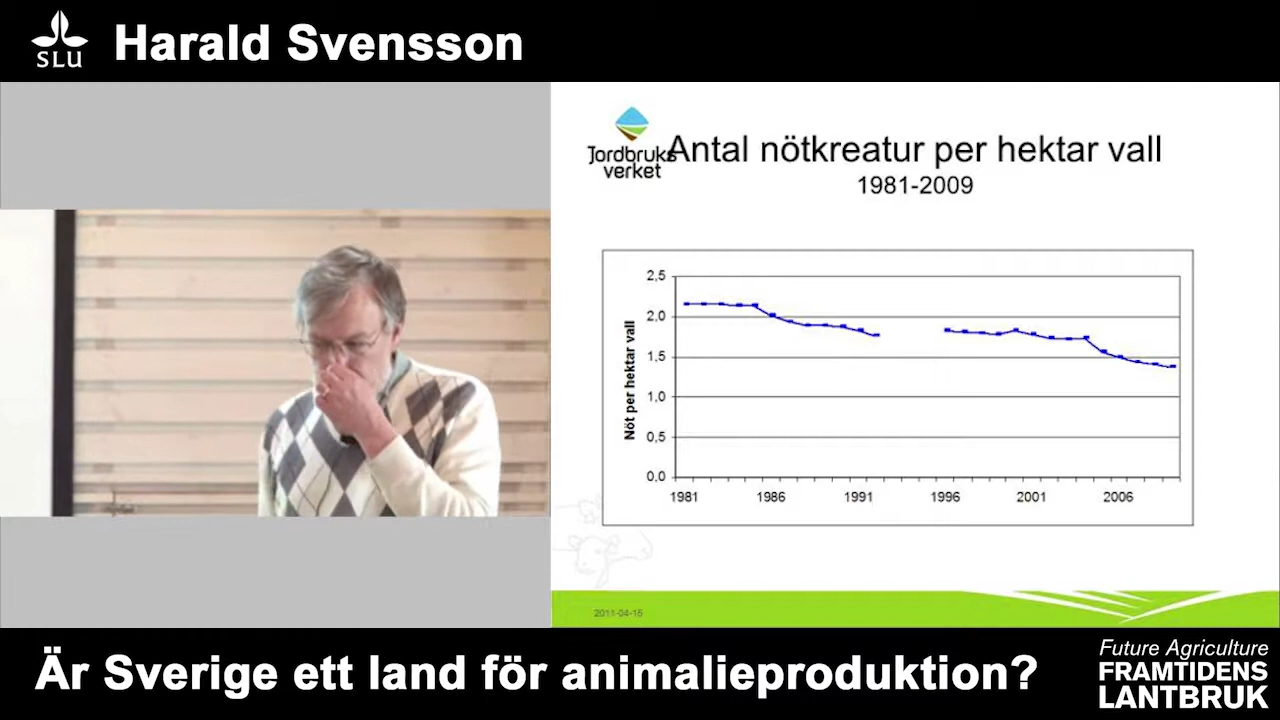 SLU
Harald Svensson
Jordbruks
verket
Antal nötkreatur per hektar vall
1981-2009
Nöt per hektar vall
2,5
2,0
1,5
1,0
0,5
0,0
1981 1986 1991 1996 2001 2006
2011-04-15
Är Sverige ett land för animalieproduktion?
Future Agriculture
FRAMTIDENS
LANTBRUK